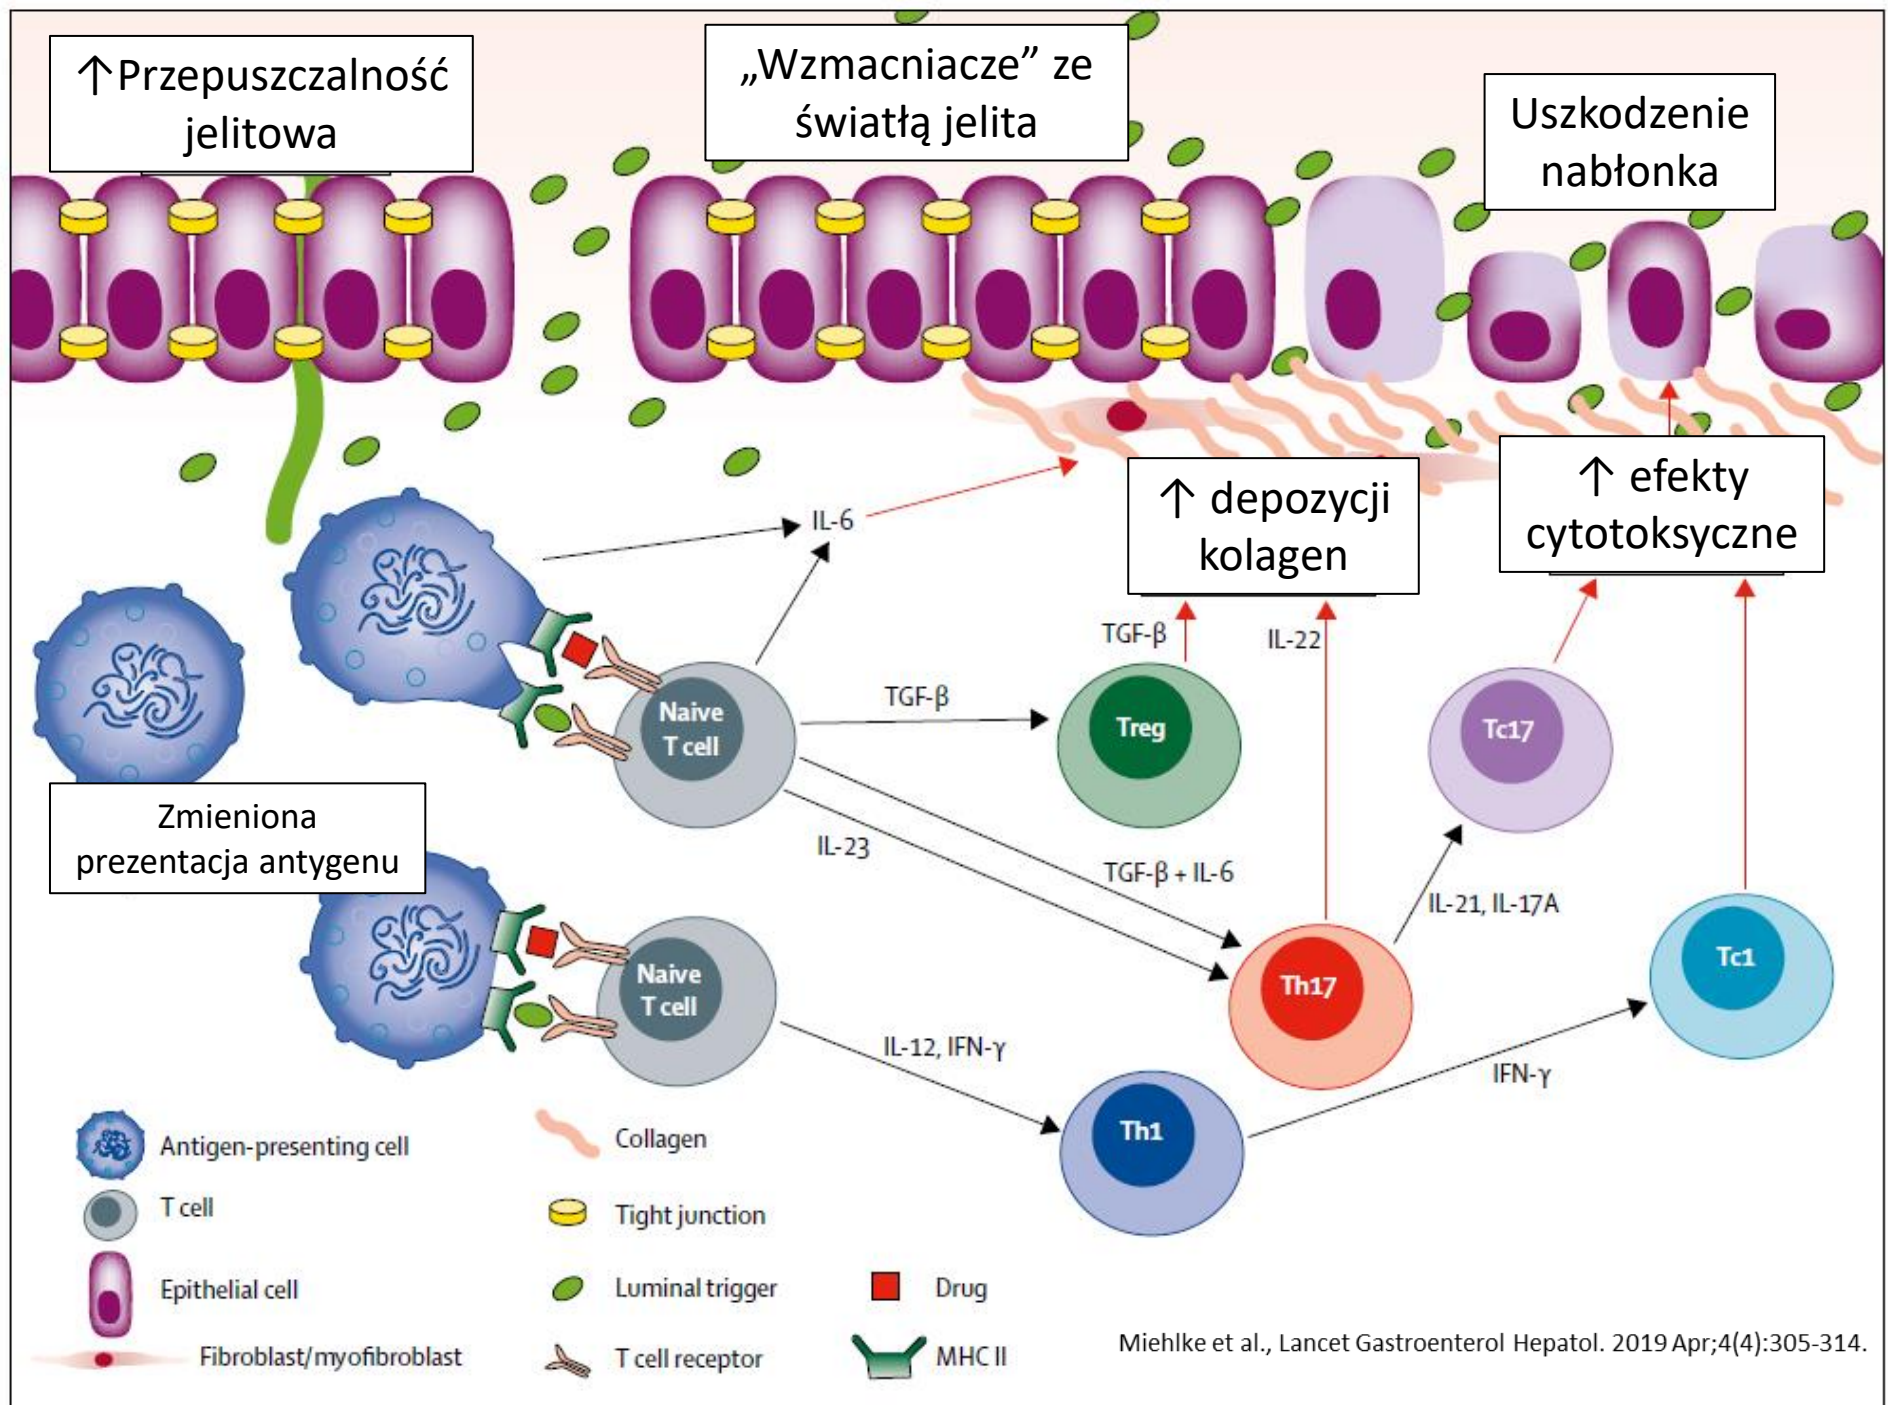 ↑Przepuszczalność
jelitowa
„Wzmacniacze” ze
światłą jelita
Uszkodzenie
nabłonka
↑ depozycji
kolagen
↑ efekty
cytotoksyczne
IL-6
TGF-β
IL-22
Naive
T cell
TGF-β
Treg
Tc17
Zmieniona
prezentacja antygenu
IL-23
TGF-β + IL-6
IL-21, IL-17A
Naive
T cell
Th17
Tc1
IL-12, IFN-γ
IFN-γ
Th1
Antigen-presenting cell
T cell
Epithelial cell
Fibroblast/myofibroblast
Collagen
Tight junction
Luminal trigger
T cell receptor
Drug
MHC II
Miehlke et al., Lancet Gastroenterol Hepatol. 2019 Apr;4(4):305-314.